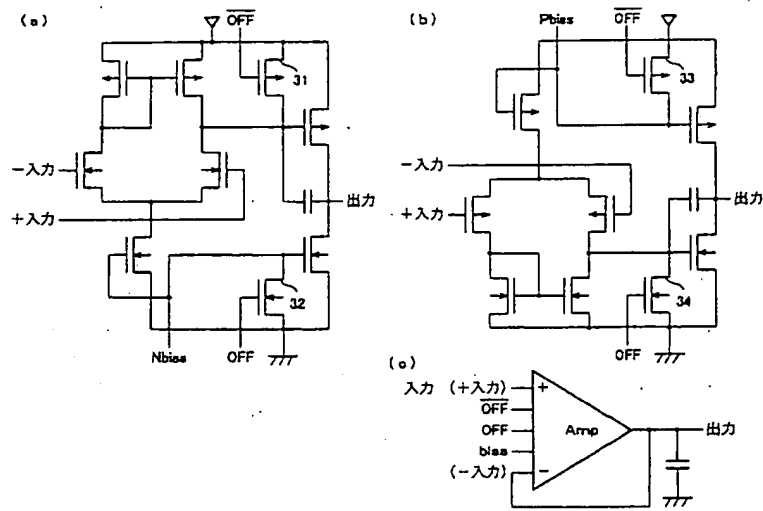 (a)
OFF
31
－入力
＋入力
出力
32
Nbias
OFF
(b)
Pbias
OFF
33
－入力
＋入力
出力
34
OFF
(c)
入力 (＋入力)
OFF
OFF
bias
(－入力)
+
Amp
−
出力